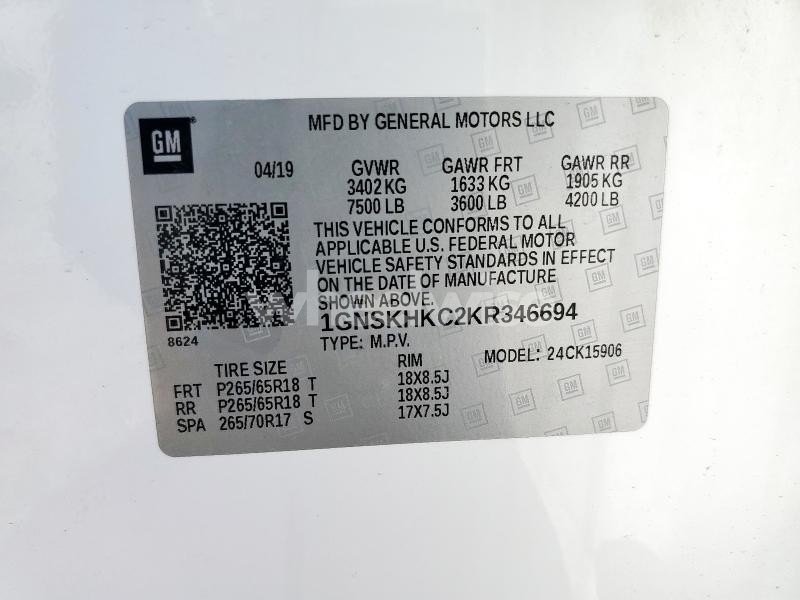 GM
MFD BY GENERAL MOTORS LLC
04/19 GVWR GAWR FRT GAWR RR
3402 KG 1633 KG 1905 KG
7500 LB 3600 LB 4200 LB
THIS VEHICLE CONFORMS TO ALL
APPLICABLE U.S. FEDERAL MOTOR
VEHICLE SAFETY STANDARDS IN EFFECT
ON THE DATE OF MANUFACTURE
SHOWN ABOVE.
1GNSKHKC2KR346694
8624
TYPE: M.P.V. MODEL: 24CK15906
TIRE SIZE RIM
FRT P265/65R18 T 18X8.5J
RR P265/65R18 T 18X8.5J
SPA 265/70R17 S 17X7.5J